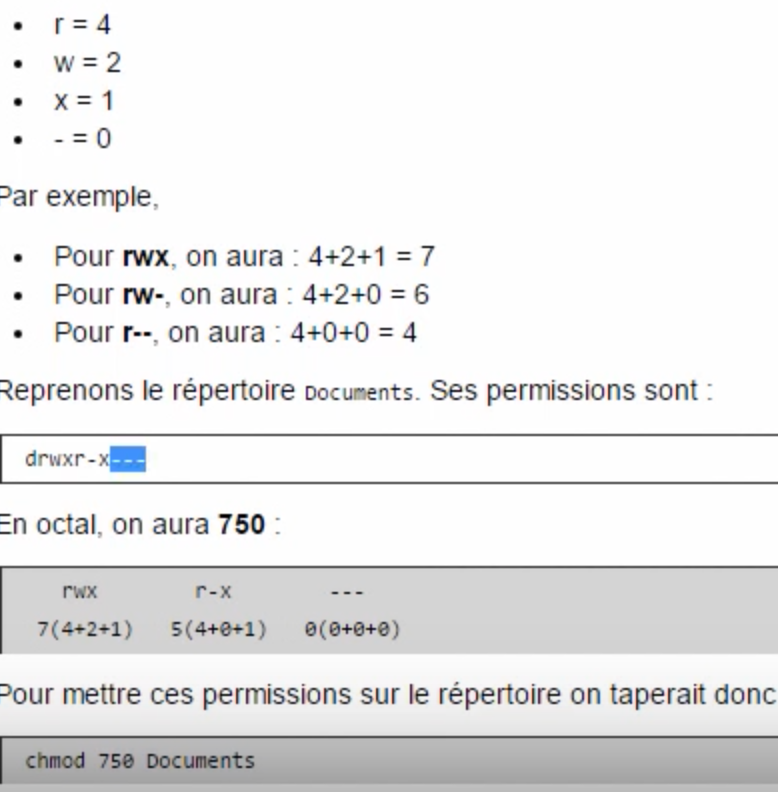 • r = 4
• w = 2
• x = 1
• - = 0
Par exemple,
• Pour rwx, on aura : 4+2+1 = 7
• Pour rw-, on aura : 4+2+0 = 6
• Pour r--, on aura : 4+0+0 = 4
Reprenons le répertoire Documents. Ses permissions sont :
drwxr-x---
En octal, on aura 750 :
rwx r-x ---
7(4+2+1) 5(4+0+1) 0(0+0+0)
Pour mettre ces permissions sur le répertoire on taperait donc
chmod 750 Documents